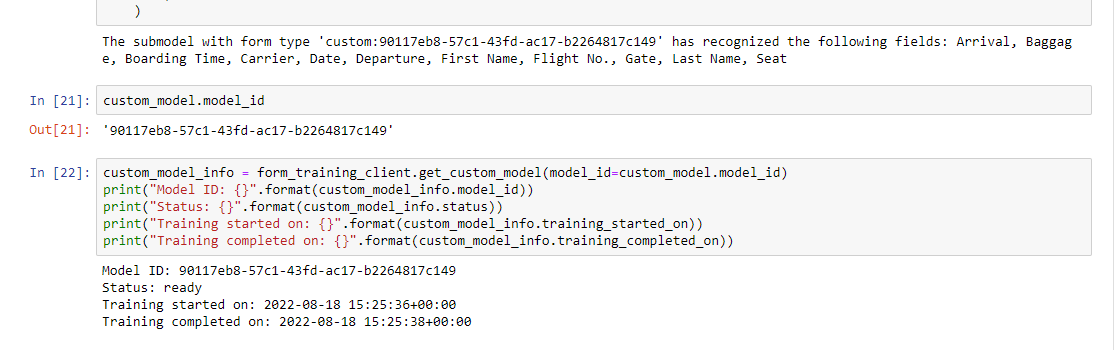 )
The submodel with form type 'custom:90117eb8-57c1-43fd-ac17-b2264817c149' has recognized the following fields: Arrival, Baggag
e, Boarding Time, Carrier, Date, Departure, First Name, Flight No., Gate, Last Name, Seat
In [21]: custom_model.model_id
Out[21]: '90117eb8-57c1-43fd-ac17-b2264817c149'
In [22]: custom_model_info = form_training_client.get_custom_model(model_id=custom_model.model_id)
print("Model ID: {}".format(custom_model_info.model_id))
print("Status: {}".format(custom_model_info.status))
print("Training started on: {}".format(custom_model_info.training_started_on))
print("Training completed on: {}".format(custom_model_info.training_completed_on))
Model ID: 90117eb8-57c1-43fd-ac17-b2264817c149
Status: ready
Training started on: 2022-08-18 15:25:36+00:00
Training completed on: 2022-08-18 15:25:38+00:00